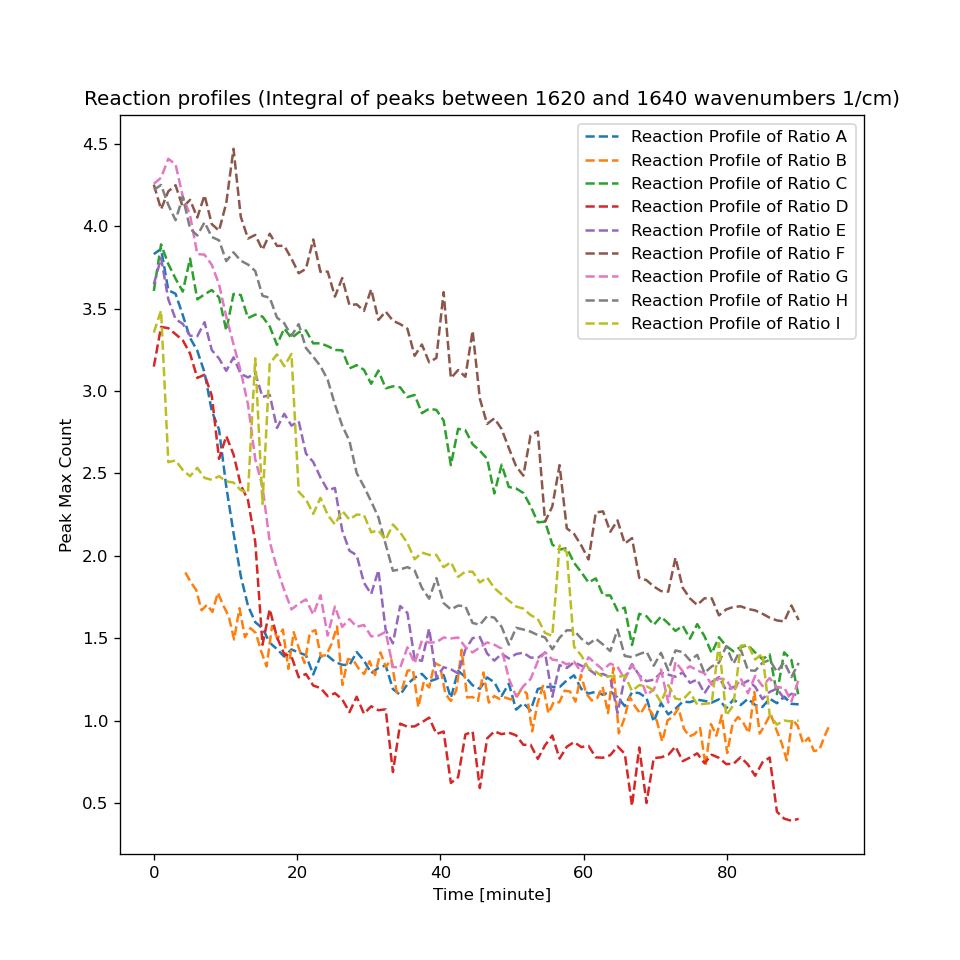 Reaction profiles (Integral of peaks between 1620 and 1640 wavenumbers 1/cm)
Reaction Profile of Ratio A
Reaction Profile of Ratio B
Reaction Profile of Ratio C
Reaction Profile of Ratio D
Reaction Profile of Ratio E
Reaction Profile of Ratio F
Reaction Profile of Ratio G
Reaction Profile of Ratio H
Reaction Profile of Ratio I
Peak Max Count
4.5
4.0
3.5
3.0
2.5
2.0
1.5
1.0
0.5
0 20 40 60 80
Time [minute]